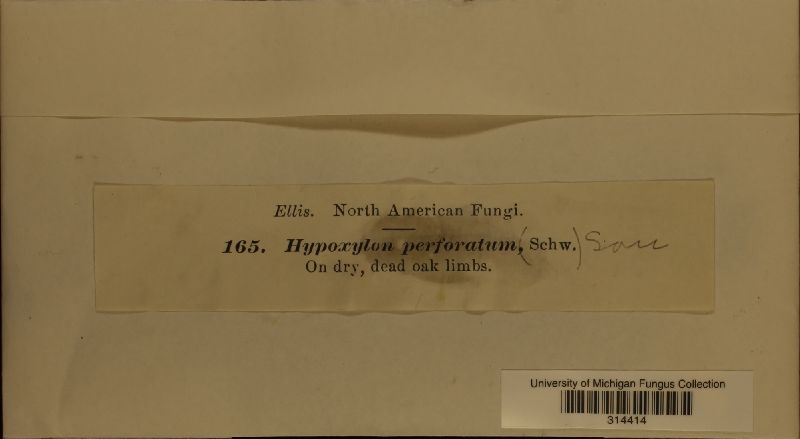 Ellis. North American Fungi.
165. Hypoxylon perforatum, (Schw.) Sacc
On dry, dead oak limbs.
University of Michigan Fungus Collection
314414